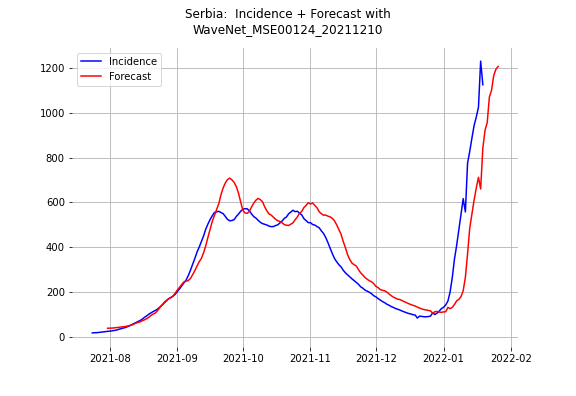 Serbia:  Incidence + Forecast with
WaveNet_MSE00124_20211210
Incidence
Forecast
1200
1000
800
600
400
200
0
2021-08 2021-09 2021-10 2021-11 2021-12 2022-01 2022-02